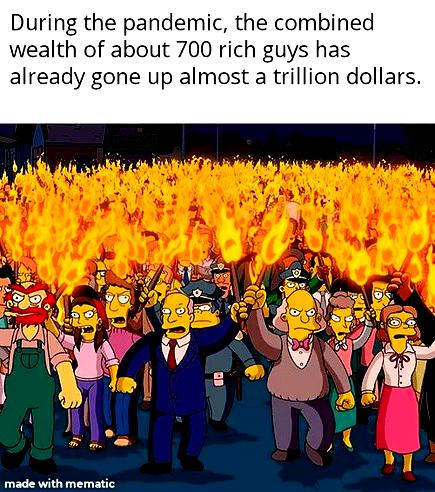 During the pandemic, the combined
wealth of about 700 rich guys has
already gone up almost a trillion dollars.
made with mematic